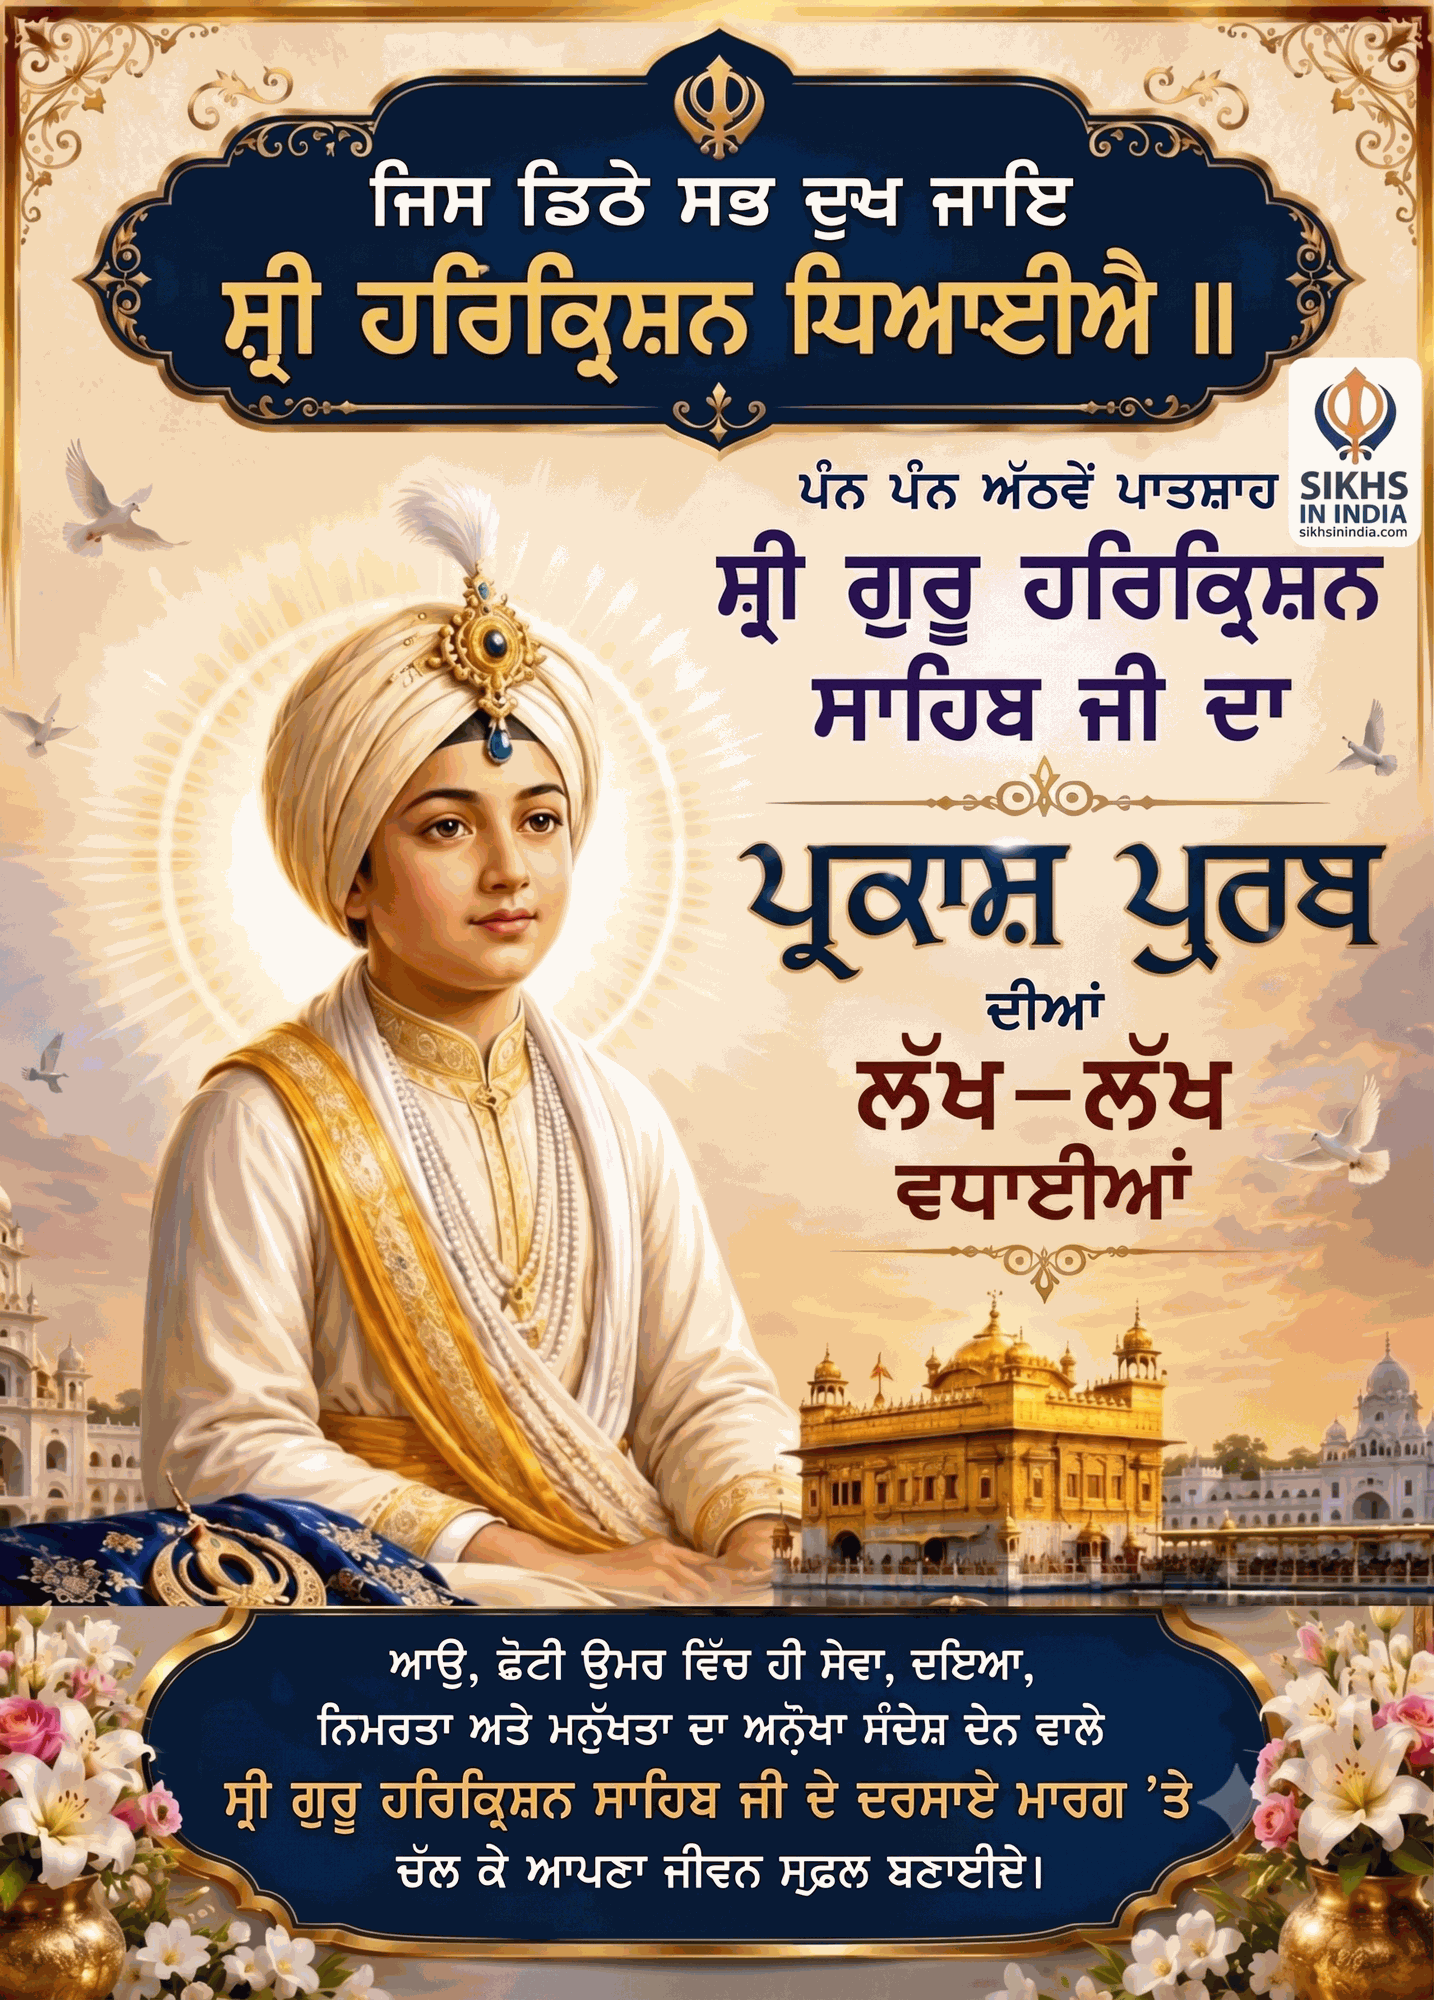 ਜਿਸ ਡਿਠੇ ਸਭ ਦੁਖ ਜਾਇ
ਸ਼੍ਰੀ ਹਰਿਕ੍ਰਿਸ਼ਨ ਧਿਆਈਐ ॥
ਪੰਨ ਪੰਨ ਅੱਠਵੇਂ ਪਾਤਸ਼ਾਹ
SIKHS
IN INDIA
sikhsinindia.com
ਸ਼੍ਰੀ ਗੁਰੂ ਹਰਿਕ੍ਰਿਸ਼ਨ
ਸਾਹਿਬ ਜੀ ਦਾ
ਪ੍ਰਕਾਸ਼ ਪੁਰਬ
ਦੀਆਂ
ਲੱਖ–ਲੱਖ
ਵਧਾਈਆਂ
ਆਉ, ਛੋਟੀ ਉਮਰ ਵਿੱਚ ਹੀ ਸੇਵਾ, ਦਇਆ,
ਨਿਮਰਤਾ ਅਤੇ ਮਨੁੱਖਤਾ ਦਾ ਅਨੋਖਾ ਸੰਦੇਸ਼ ਦੇਨ ਵਾਲੇ
ਸ਼੍ਰੀ ਗੁਰੂ ਹਰਿਕ੍ਰਿਸ਼ਨ ਸਾਹਿਬ ਜੀ ਦੇ ਦਰਸਾਏ ਮਾਰਗ ’ਤੇ
ਚੱਲ ਕੇ ਆਪਣਾ ਜੀਵਨ ਸਫ਼ਲ ਬਣਾਈਦੇ।